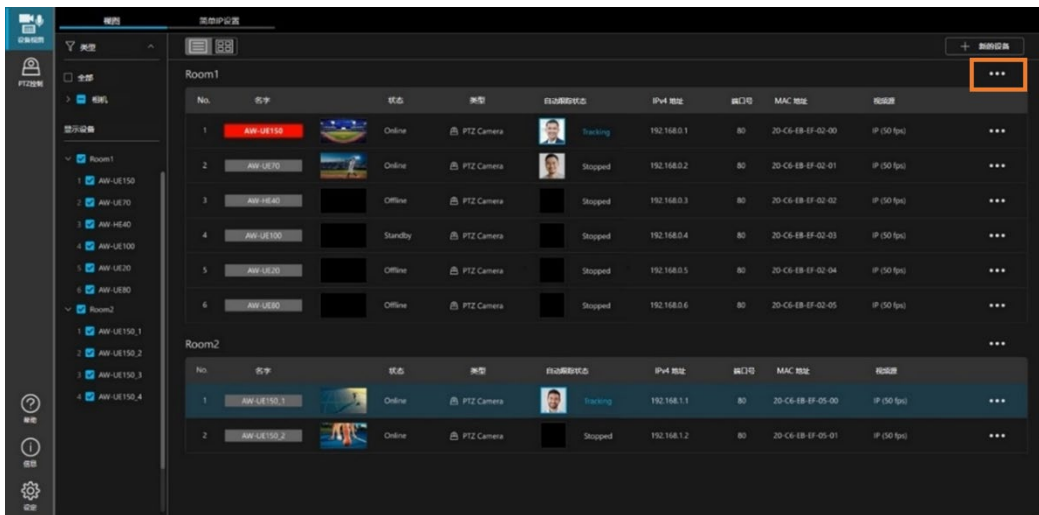 视图 简单IP设置
设备视图
类型
新的设备
PTZ控制
全部
相机
显示设备
Room1
1 AW-UE150
2 AW-UE70
3 AW-HE40
4 AW-UE100
5 AW-UE20
6 AW-UE80
Room2
1 AW-UE150_1
2 AW-UE150_2
3 AW-UE150_3
4 AW-UE150_4
帮助
信息
设定
Room1
No. 名字 状态 类型 自动跟踪状态 IPv4 地址 端口号 MAC 地址 视频源
1 AW-UE150 Online PTZ Camera Tracking 192.168.0.1 80 20-C6-EB-EF-02-00 IP (50 fps)
2 AW-UE70 Online PTZ Camera Stopped 192.168.0.2 80 20-C6-EB-EF-02-01 IP (50 fps)
3 AW-HE40 Offline PTZ Camera Stopped 192.168.0.3 80 20-C6-EB-EF-02-02 IP (50 fps)
4 AW-UE100 Standby PTZ Camera Stopped 192.168.0.4 80 20-C6-EB-EF-02-03 IP (50 fps)
5 AW-UE20 Offline PTZ Camera Stopped 192.168.0.5 80 20-C6-EB-EF-02-04 IP (50 fps)
6 AW-UE80 Offline PTZ Camera Stopped 192.168.0.6 80 20-C6-EB-EF-02-05 IP (50 fps)
Room2
No. 名字 状态 类型 自动跟踪状态 IPv4 地址 端口号 MAC 地址 视频源
1 AW-UE150_1 Online PTZ Camera Tracking 192.168.1.1 80 20-C6-EB-EF-05-00 IP (50 fps)
2 AW-UE150_2 Online PTZ Camera Stopped 192.168.1.2 80 20-C6-EB-EF-05-01 IP (50 fps)